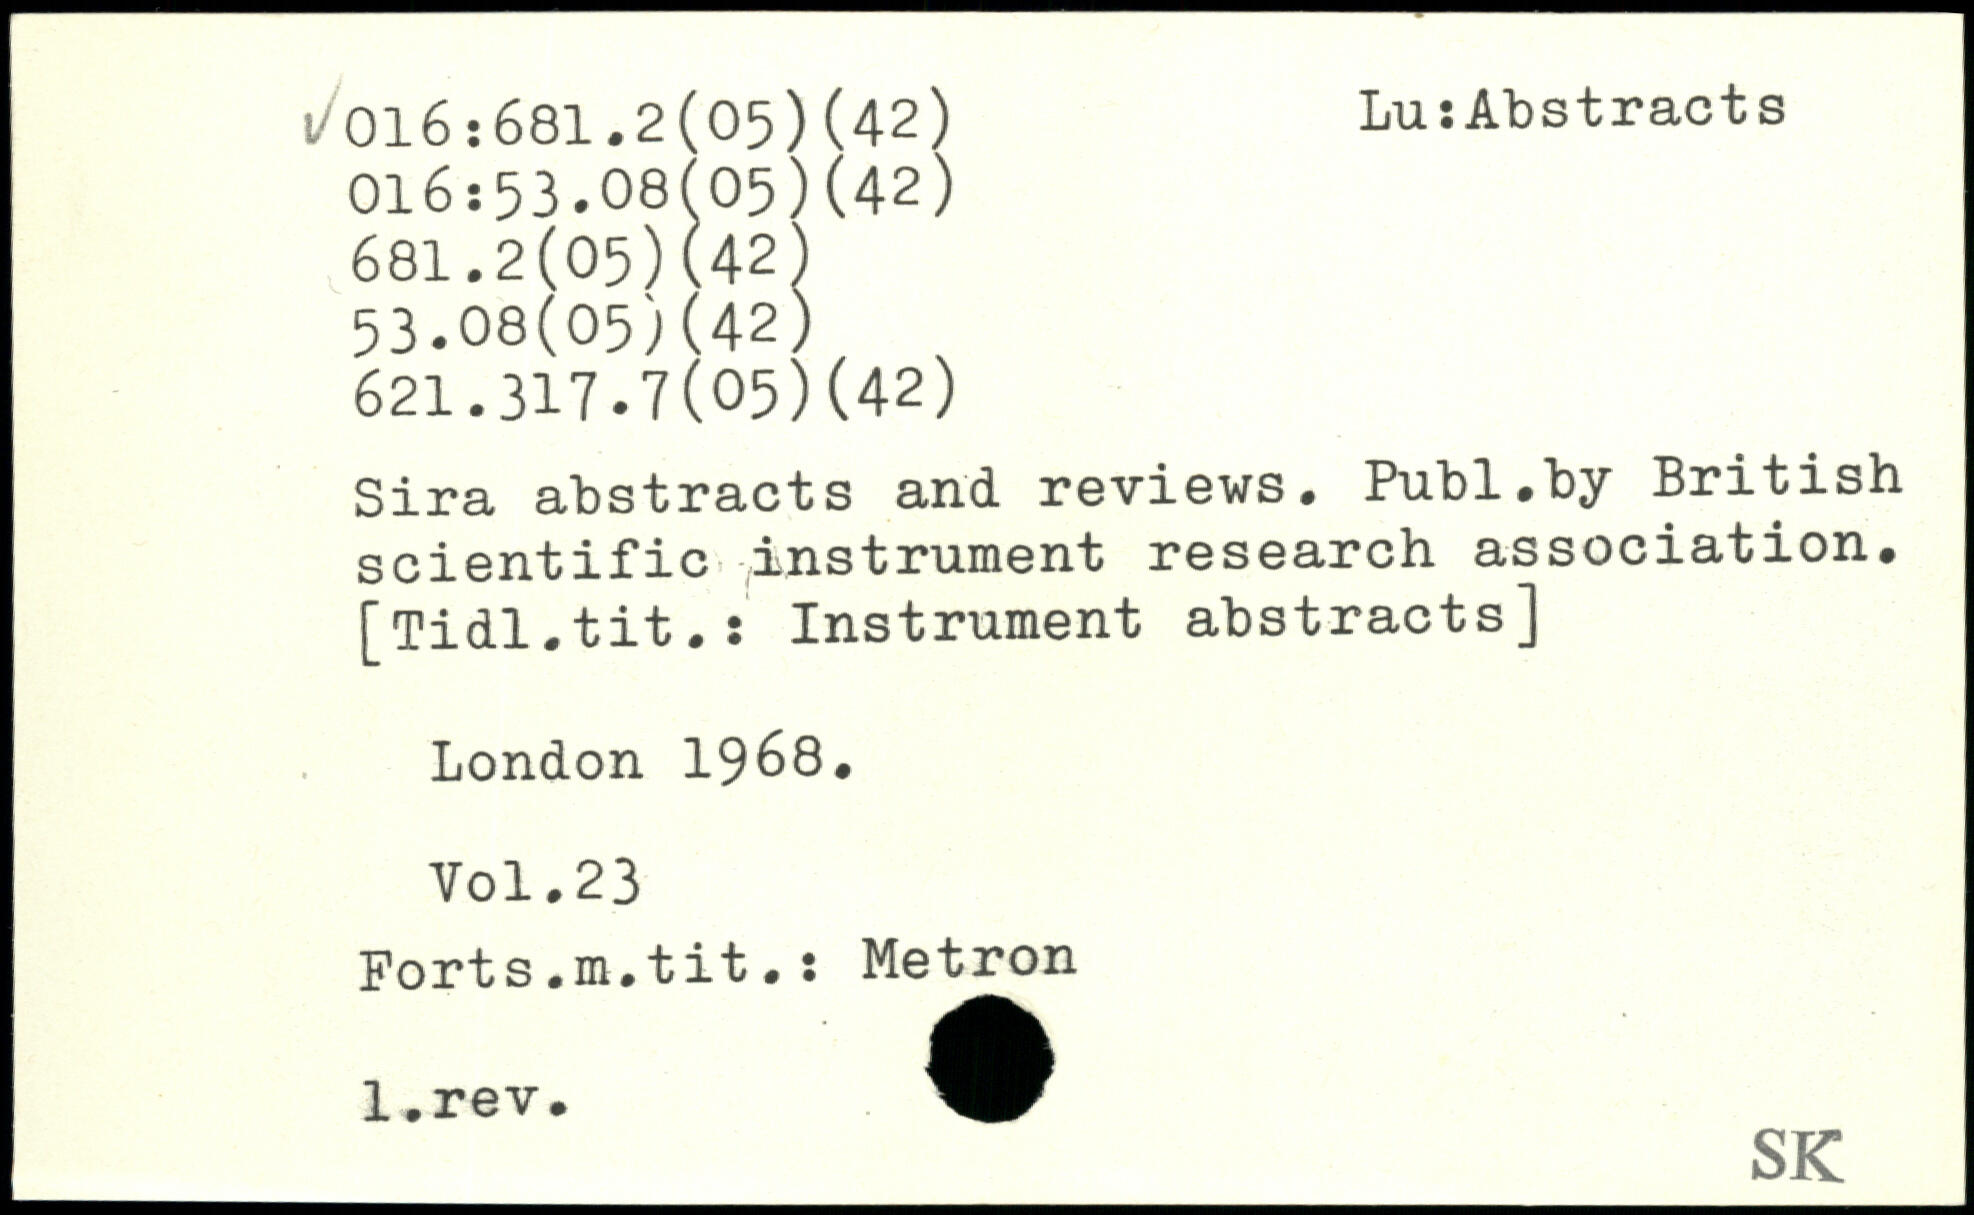 ✓016:681.2(05)(42) Lu:Abstracts
016:53.08(05)(42)
681.2(05)(42)
53.08(05)(42)
621.317.7(05)(42)
Sira abstracts and reviews. Publ.by British
scientific instrument research association.
[Tidl.tit.: Instrument abstracts]
London 1968.
Vol.23
Forts.m.tit.: Metron
1.rev.
SK